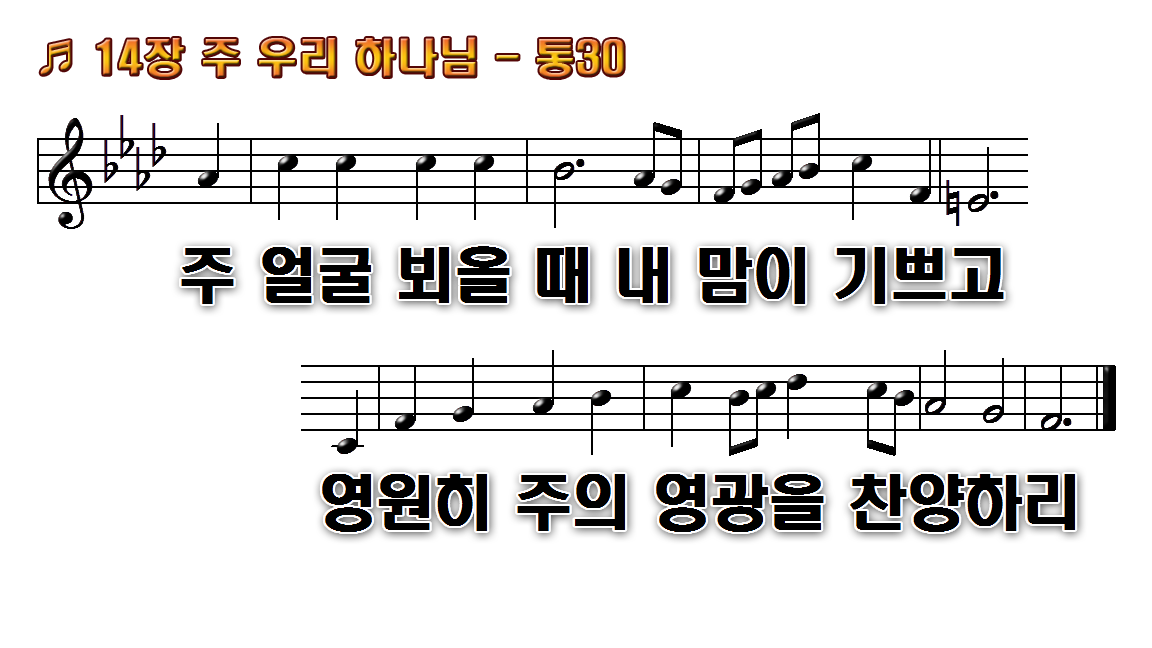 ♬ 14장 주 우리 하나님 - 통30
주 얼굴 뵈올 때 내 맘이 기쁘고
영원히 주의 영광을 찬양하리